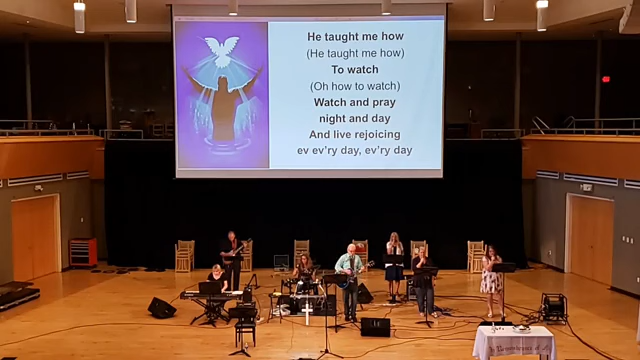 He taught me how
(He taught me how)
To watch
(Oh how to watch)
Watch and pray
night and day
And live rejoicing
ev ev'ry day, ev'ry day